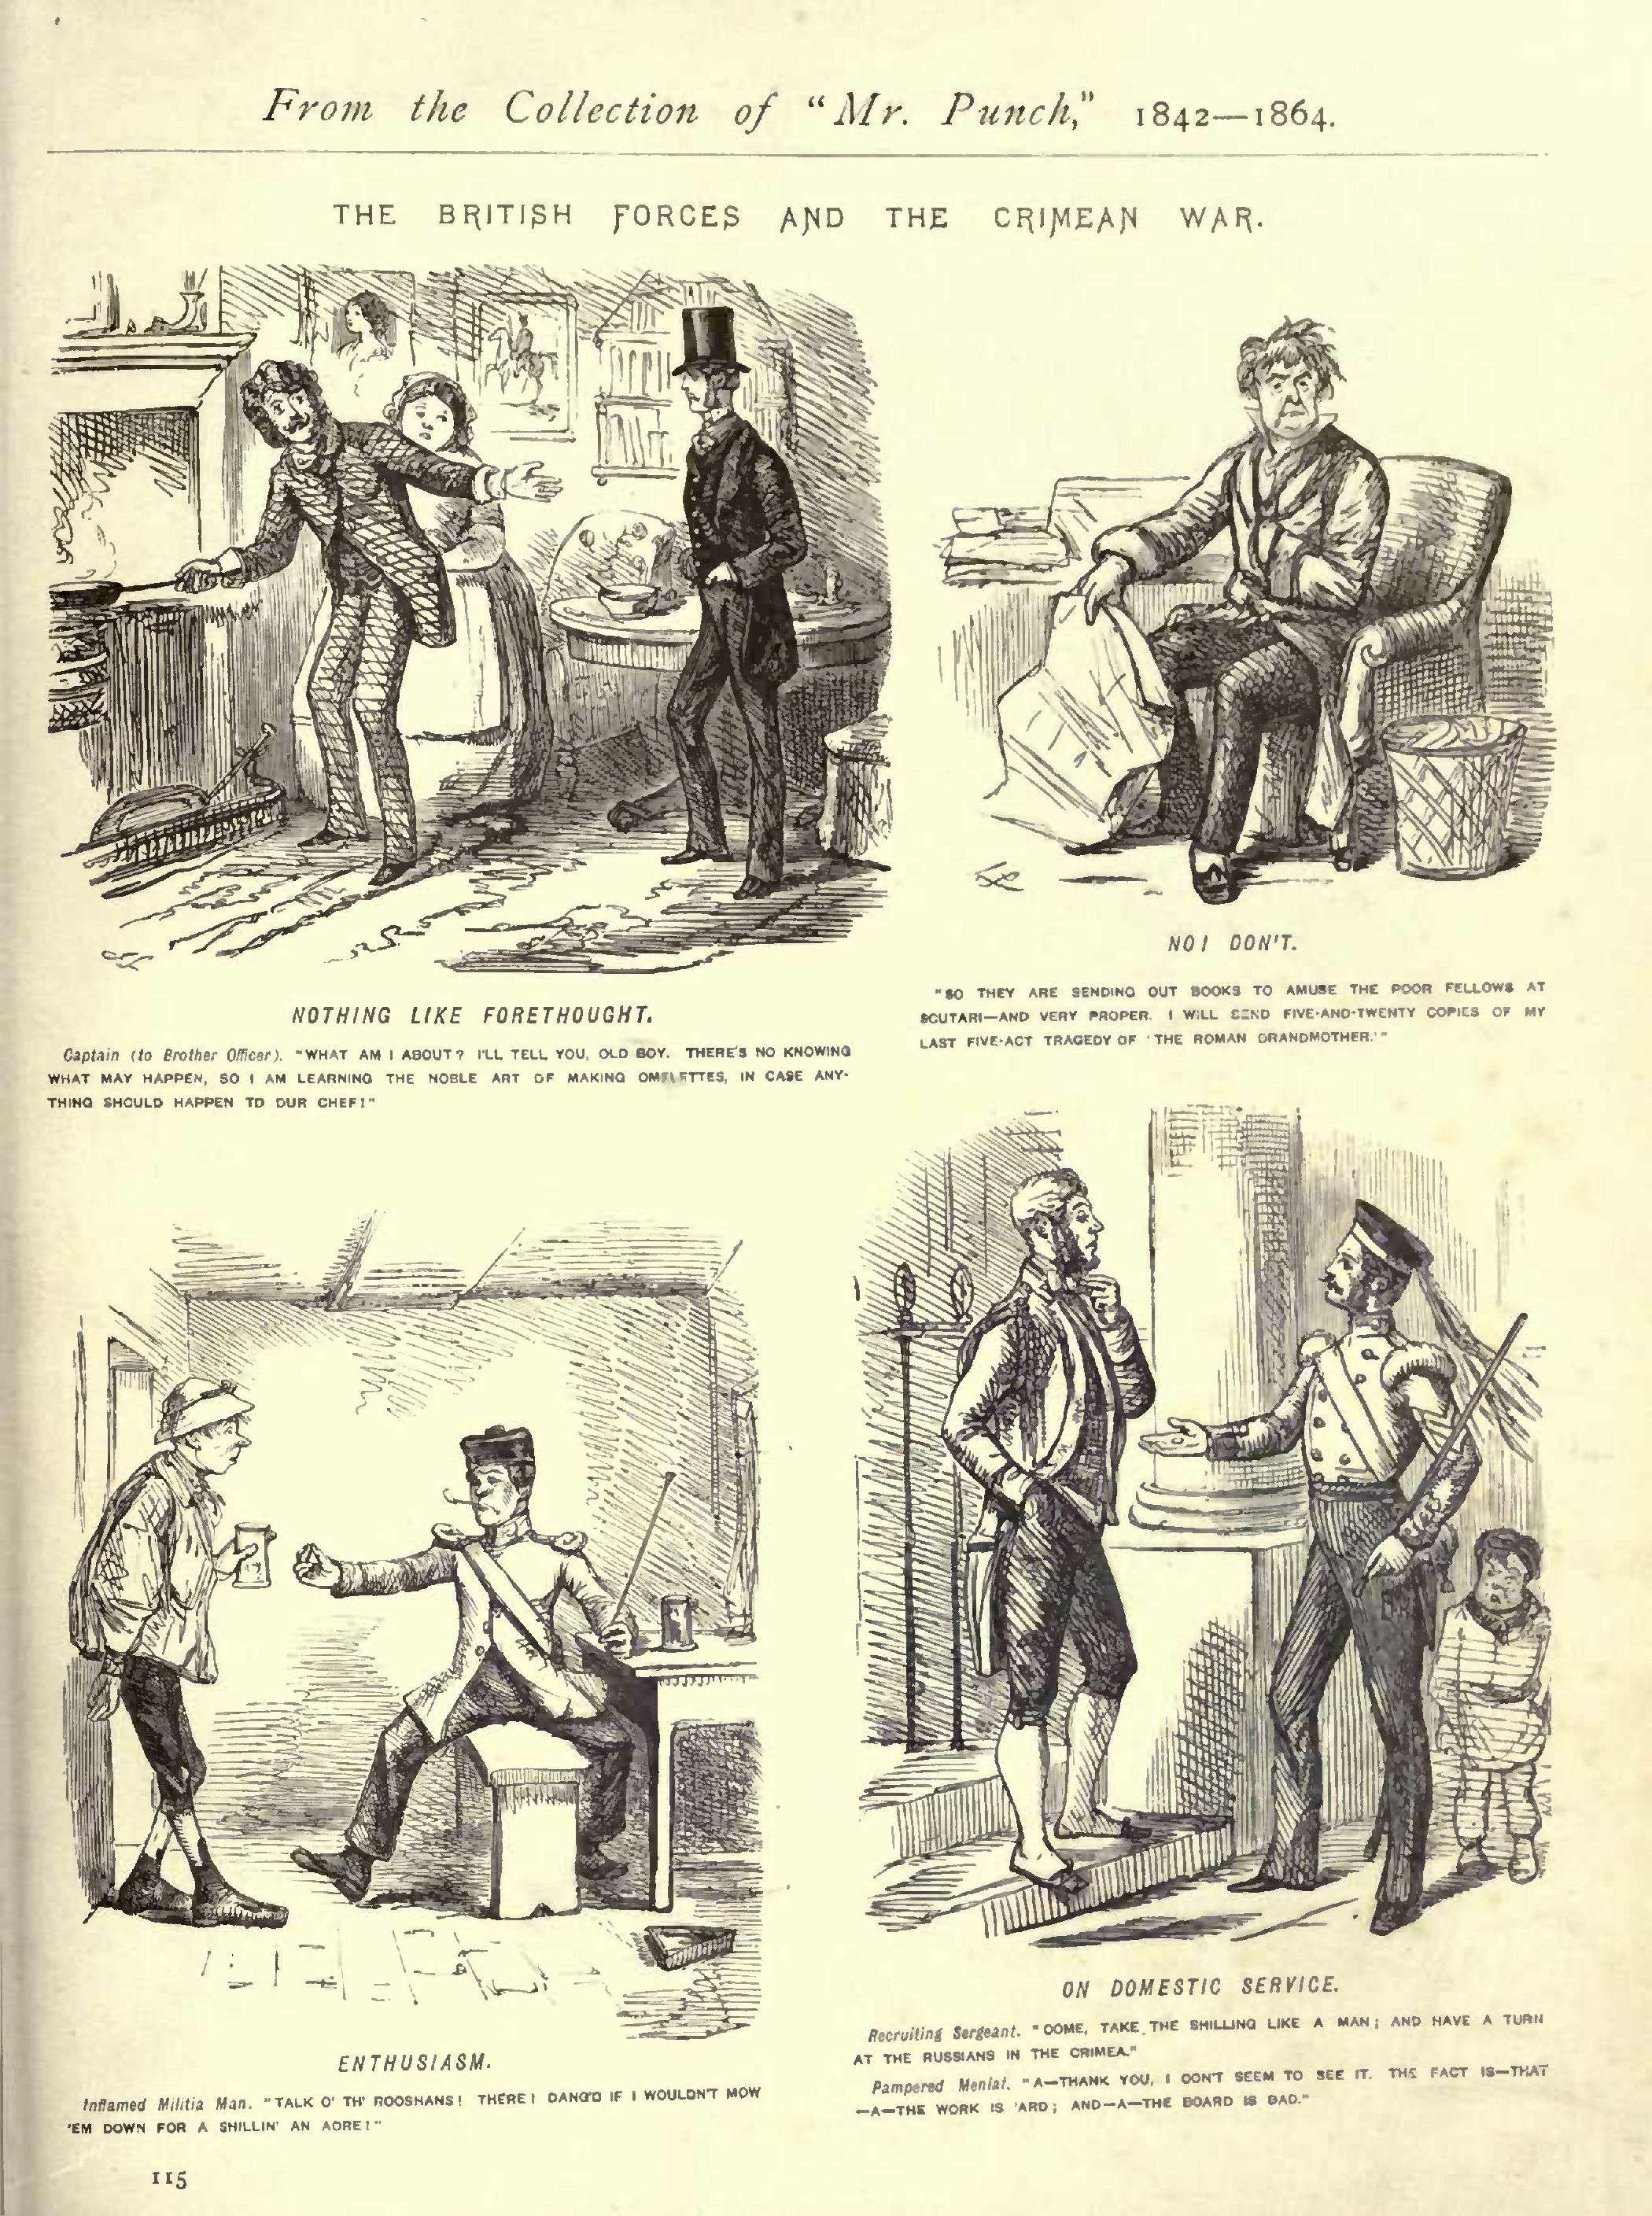 From the Collection of "Mr. Punch," 1842—1864.
THE BRITISH FORCES AND THE CRIMEAN WAR.
NOTHING LIKE FORETHOUGHT.
Captain (to Brother Officer). "WHAT AM I ABOUT? I'LL TELL YOU, OLD BOY. THERE'S NO KNOWING
WHAT MAY HAPPEN, SO I AM LEARNING THE NOBLE ART OF MAKING OMELETTES, IN CASE ANY-
THING SHOULD HAPPEN TO OUR CHEF!"
NO! DON'T.
"SO THEY ARE SENDING OUT BOOKS TO AMUSE THE POOR FELLOWS AT
SCUTARI—AND VERY PROPER. I WILL SEND FIVE-AND-TWENTY COPIES OF MY
LAST FIVE-ACT TRAGEDY OF 'THE ROMAN GRANDMOTHER.'"
ENTHUSIASM.
Inflamed Militia Man. "TALK O' TH' ROOSHANS! THERE! DANG'D IF I WOULDN'T MOW
'EM DOWN FOR A SHILLIN' AN ACRE!"
ON DOMESTIC SERVICE.
Recruiting Sergeant. "COME, TAKE THE SHILLING LIKE A MAN; AND HAVE A TURN
AT THE RUSSIANS IN THE CRIMEA."
Pampered Menial. "A—THANK YOU, I DON'T SEEM TO SEE IT. THE FACT IS—THAT
—A—THE WORK IS 'ARD; AND—A—THE BOARD IS BAD."
115